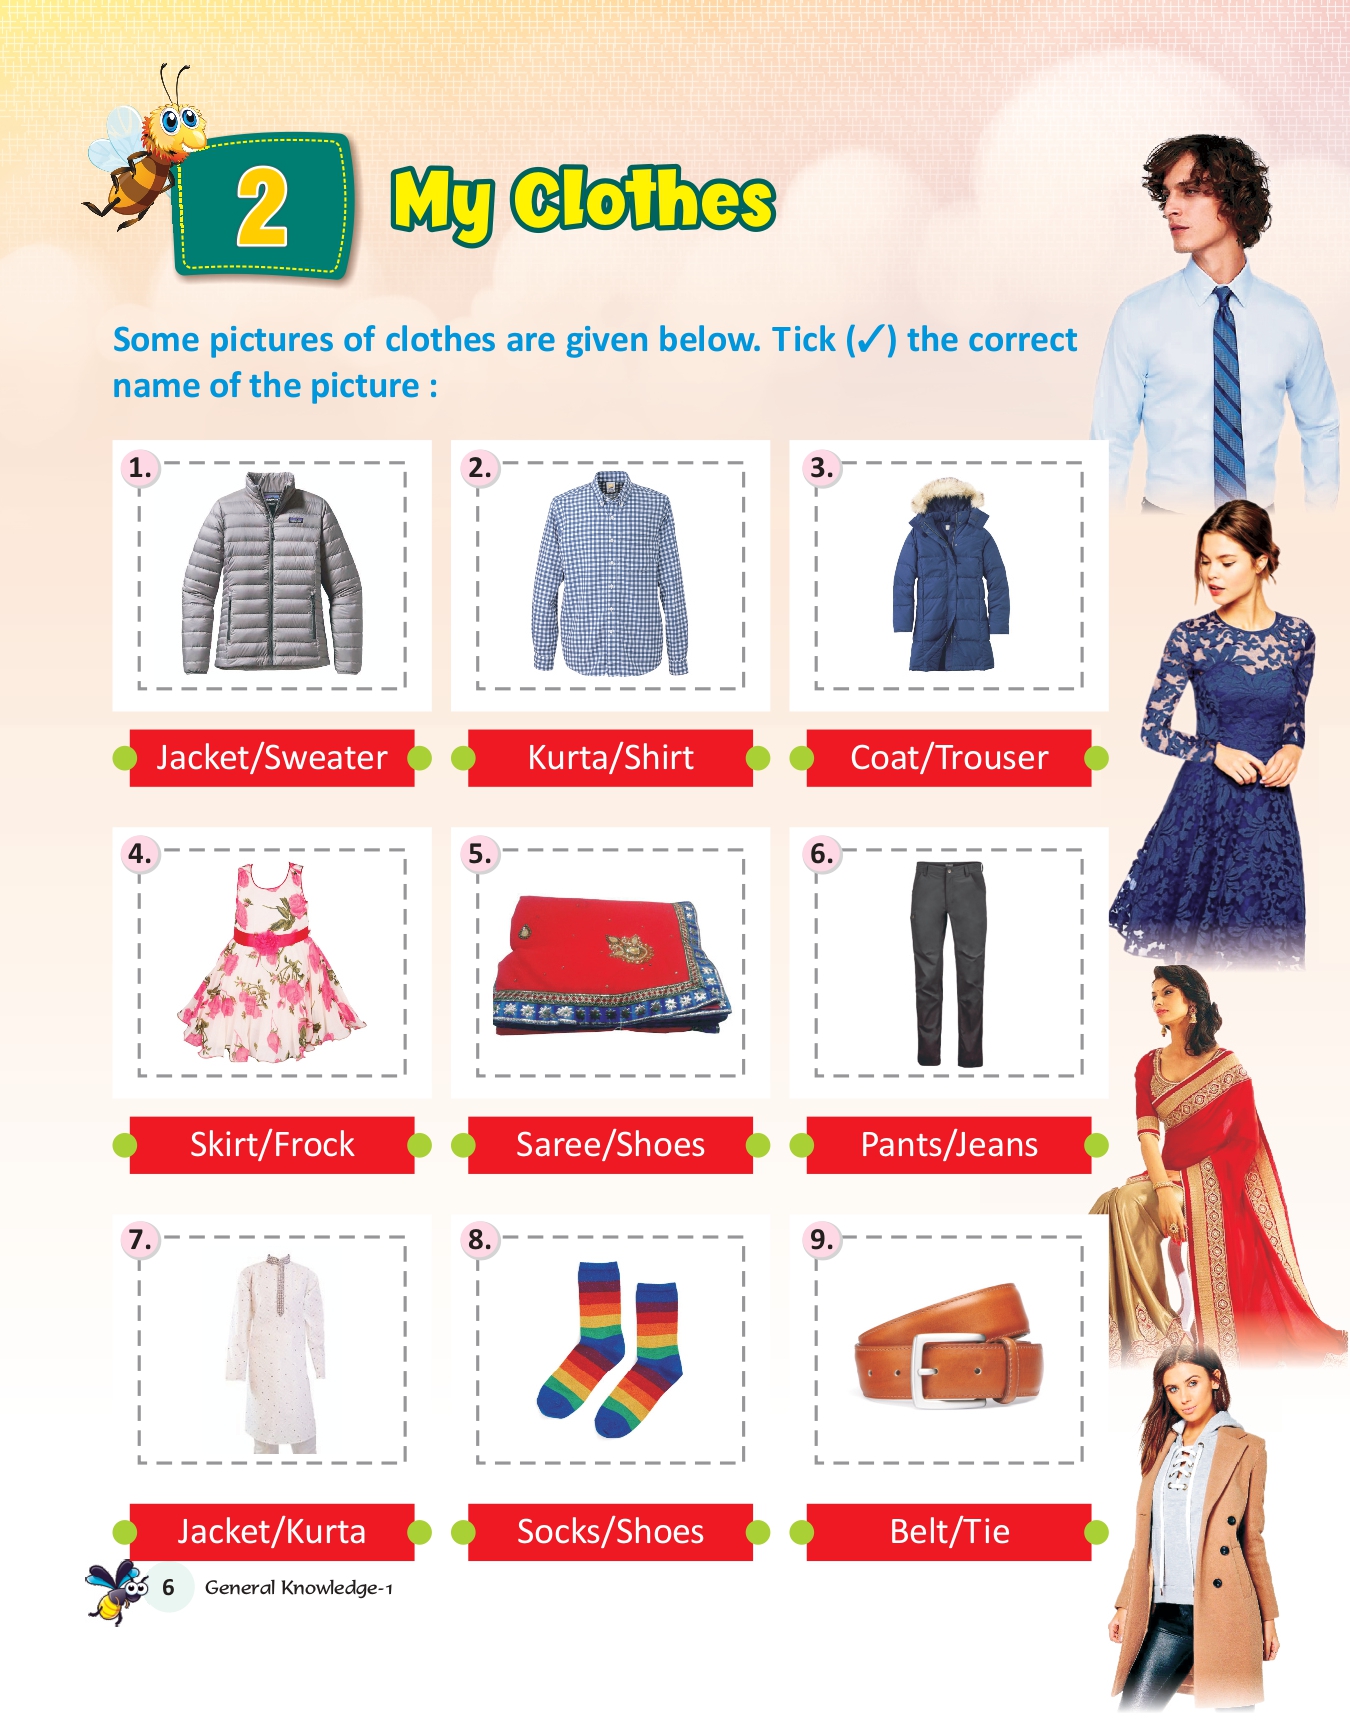 2
My Clothes
Some pictures of clothes are given below. Tick (✓) the correct
name of the picture :
1.
2.
3.
Jacket/Sweater
Kurta/Shirt
Coat/Trouser
4.
5.
6.
Skirt/Frock
Saree/Shoes
Pants/Jeans
7.
8.
9.
Jacket/Kurta
Socks/Shoes
Belt/Tie
6
General Knowledge-1